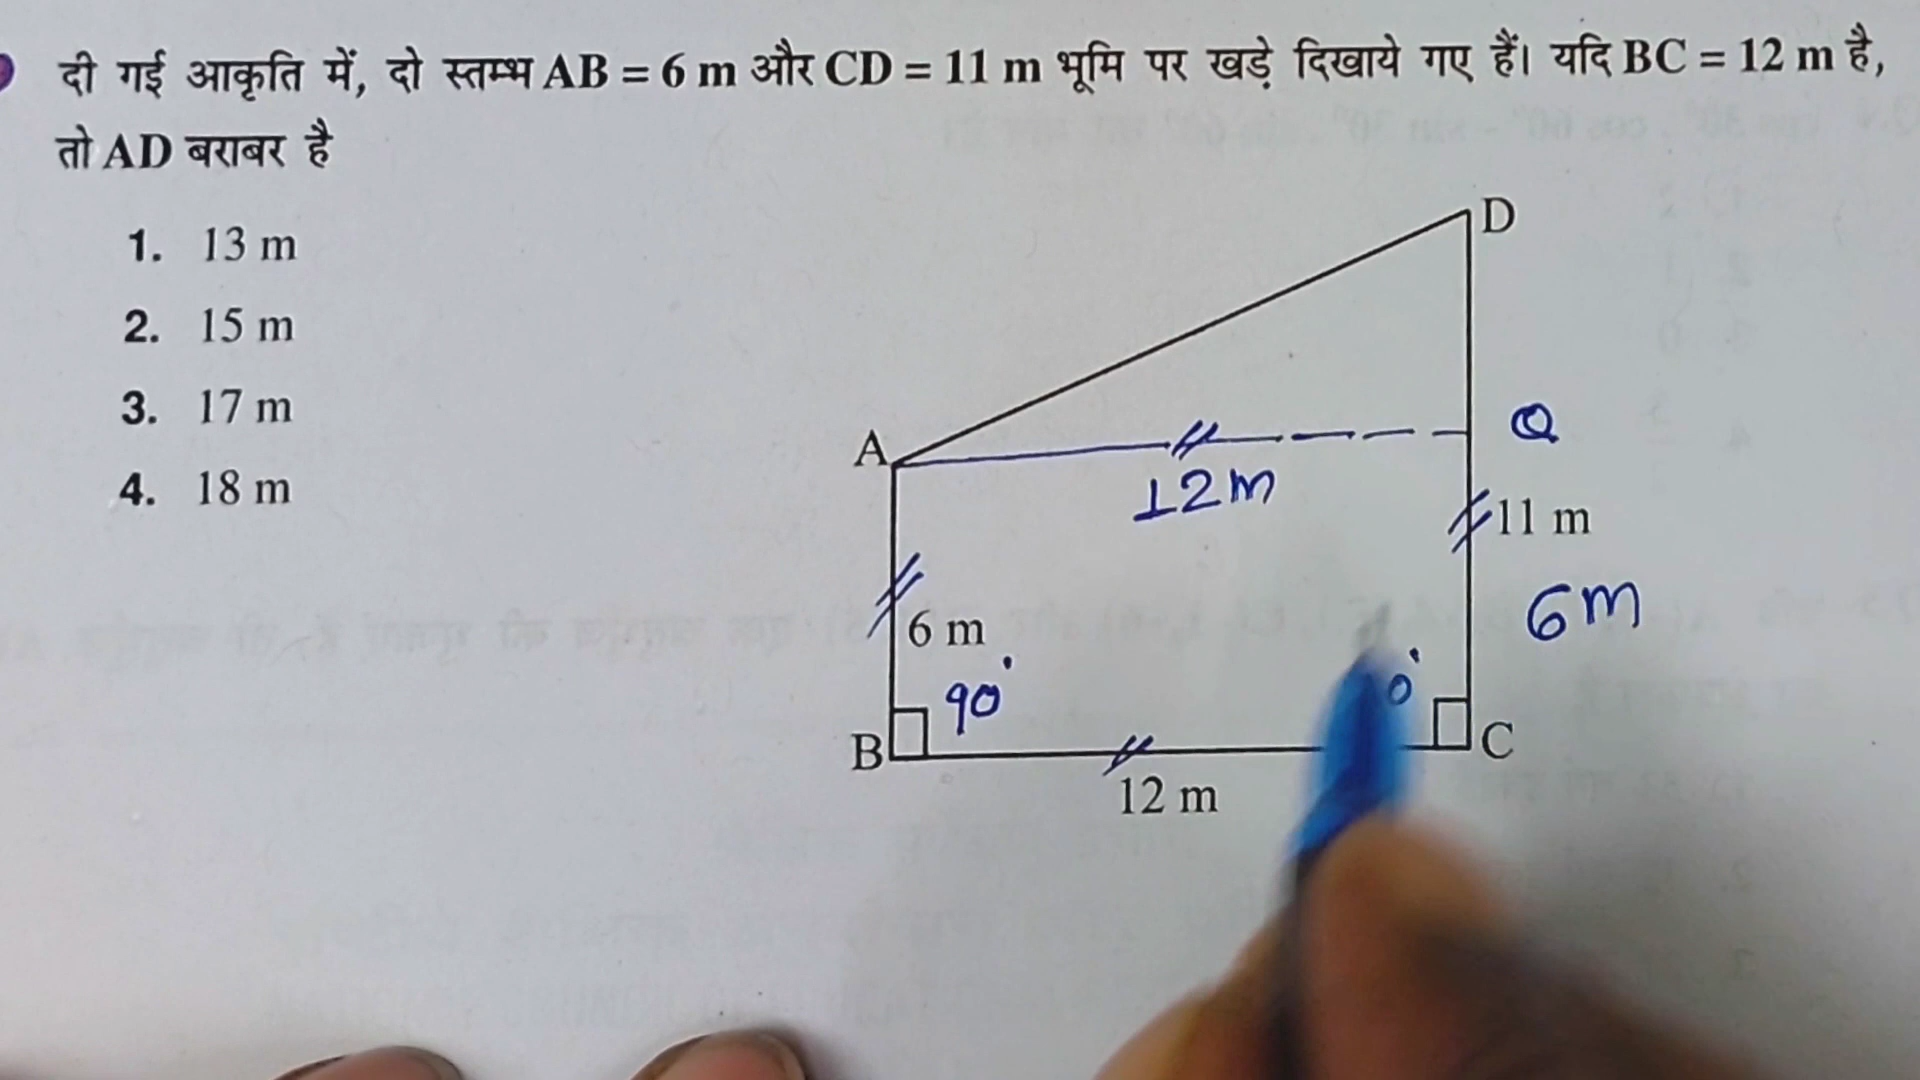 दी गई आकृति में, दो स्तम्भ AB = 6 m और CD = 11 m भूमि पर खड़े दिखाये गए हैं। यदि BC = 12 m है,
तो AD बराबर है
1. 13 m
2. 15 m
3. 17 m
4. 18 m
D
A
Q
12m
11 m
6 m
6m
90°
B
C
12 m